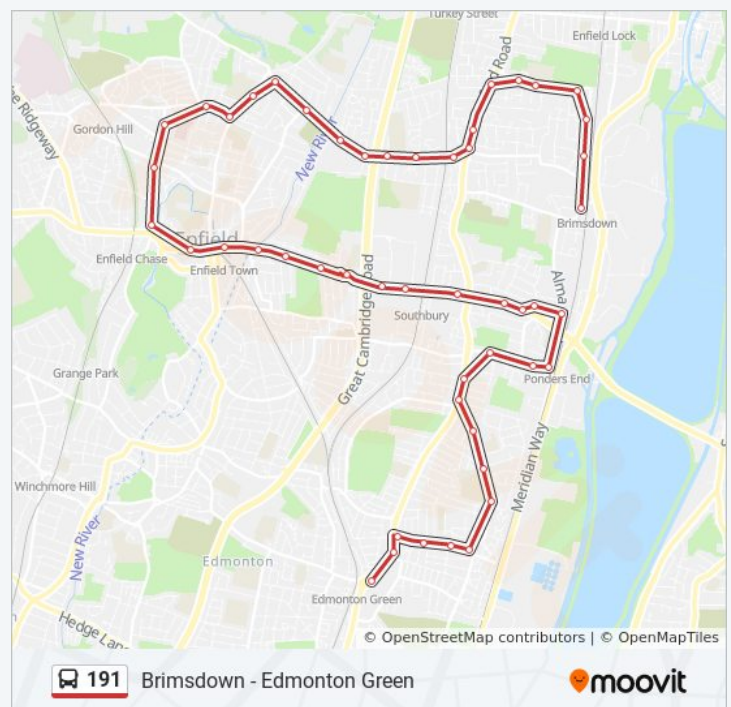 Turkey Street
Enfield Lock
d Road
he Ridgeway
Gordon Hill
New River
Brimsdown
Enfield
Enfield Chase
Enfield Town
Alma
Great Cambridge Road
Southbury
Grange Park
Ponders End
Meridian Way
Winchmore Hill
New River
Edmonton
Edmonton Green
Hedge Lane
© OpenStreetMap contributors | © OpenMapTiles
191 Brimsdown - Edmonton Green
moovit